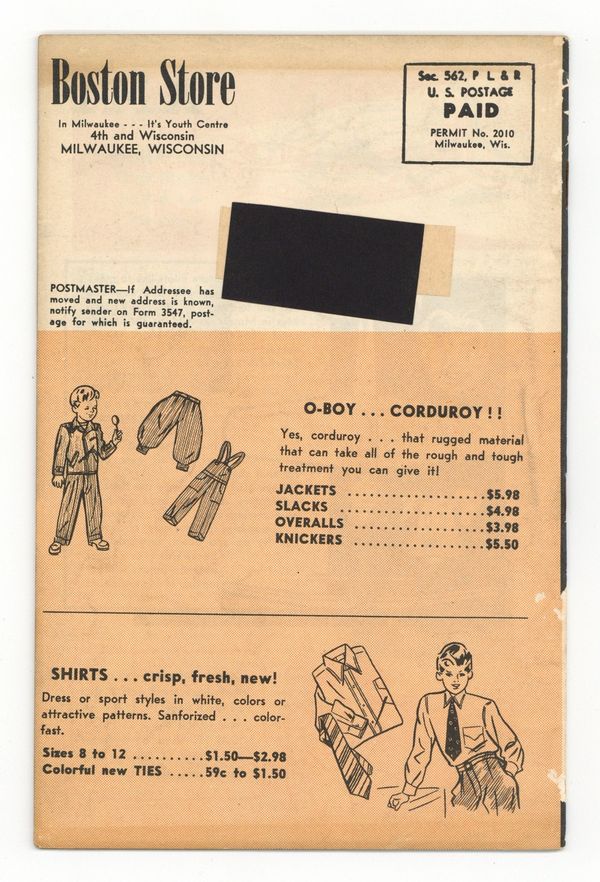 Boston Store
In Milwaukee - - - It's Youth Centre
4th and Wisconsin
MILWAUKEE, WISCONSIN
Sec. 562, P L & R
U. S. POSTAGE
PAID
PERMIT No. 2010
Milwaukee, Wis.
POSTMASTER—If Addressee has
moved and new address is known,
notify sender on Form 3547, post-
age for which is guaranteed.
O-BOY . . . CORDUROY ! !
Yes, corduroy . . . that rugged material
that can take all of the rough and tough
treatment you can give it!
JACKETS ....................$5.98
SLACKS ....................$4.98
OVERALLS ...................$3.98
KNICKERS ...................$5.50
SHIRTS . . . crisp, fresh, new!
Dress or sport styles in white, colors or
attractive patterns. Sanforized . . . color-
fast.
Sizes 8 to 12 ..........$1.50—$2.98
Colorful new TIES .....59c to $1.50